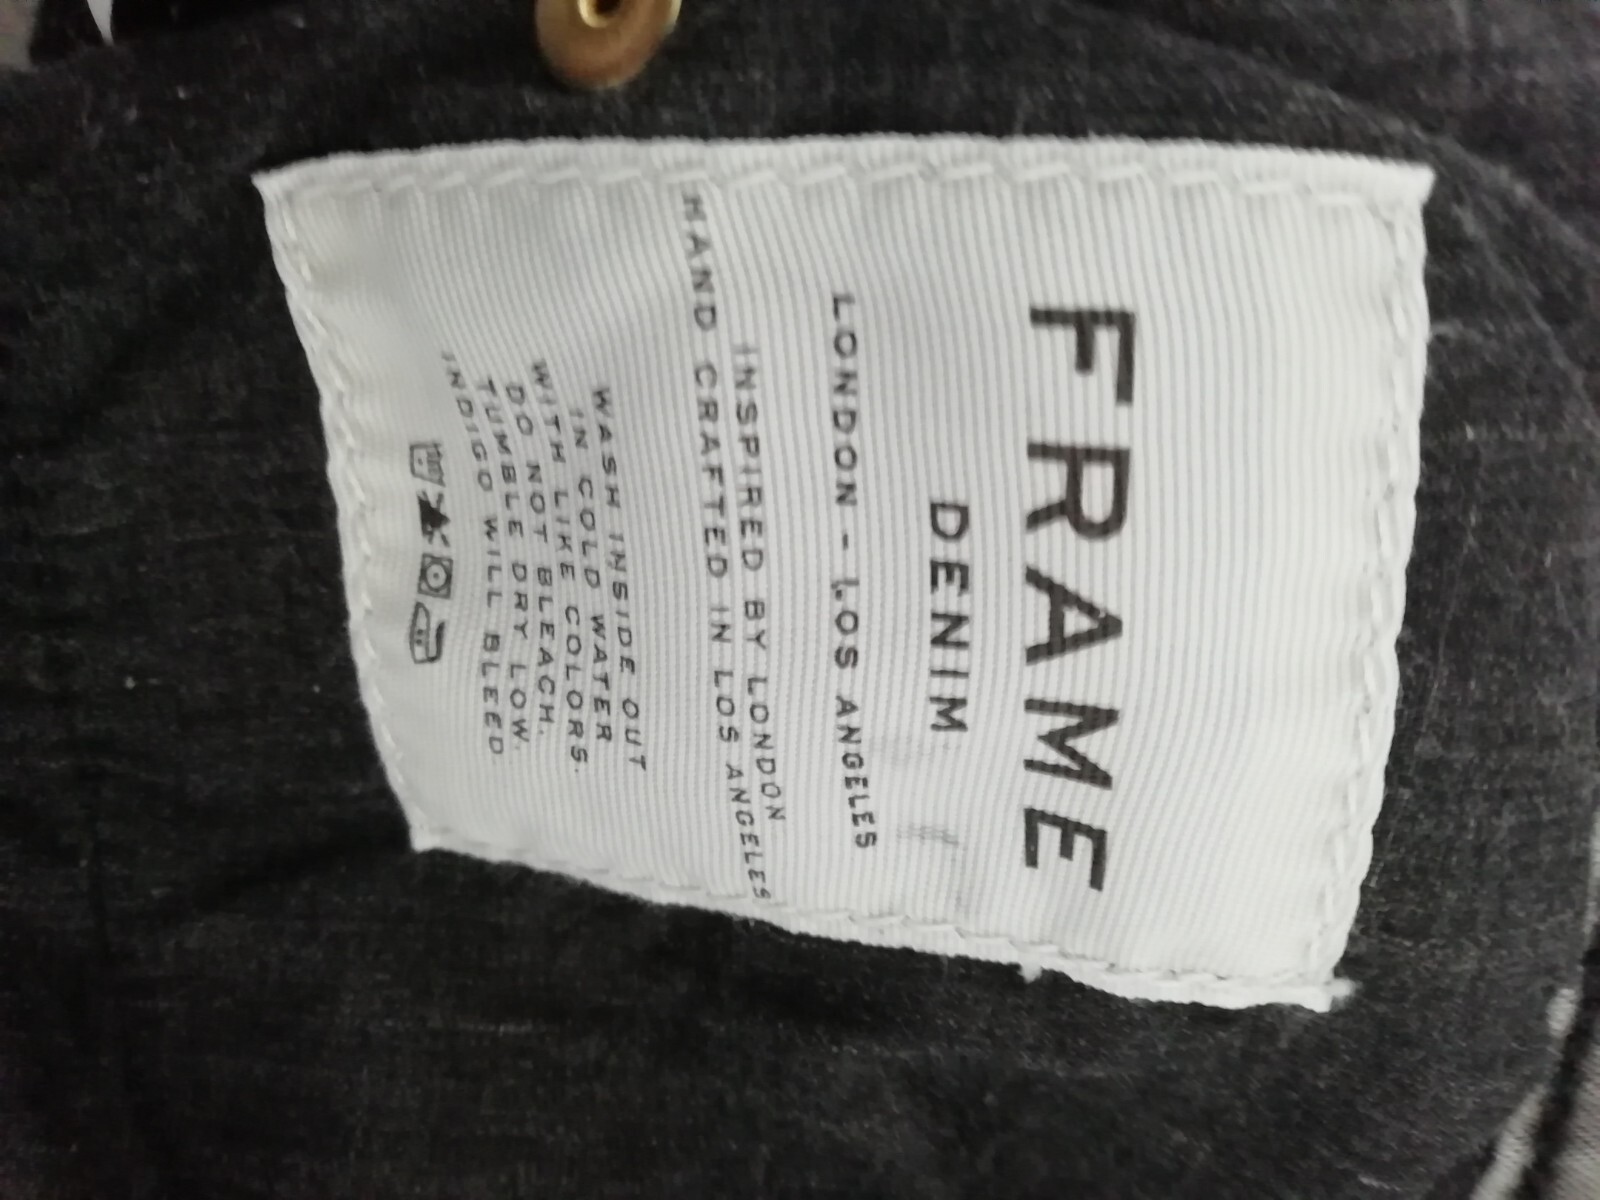 FRAME
DENIM
LONDON - LOS ANGELES
INSPIRED BY LONDON
HAND CRAFTED IN LOS ANGELES
WASH INSIDE OUT
IN COLD WATER
WITH LIKE COLORS.
DO NOT BLEACH.
TUMBLE DRY LOW.
INDIGO WILL BLEED